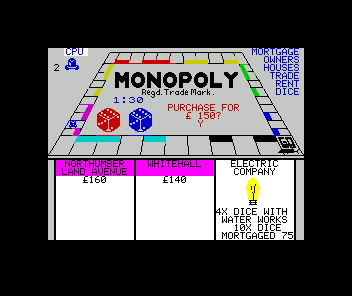 CPU
2
MORTGAGE
OWNERS
HOUSES
TRADE
RENT
DICE
MONOPOLY
Regd.Trade Mark.
1:30
PURCHASE FOR
£ 150?
Y
NORTHUMBER
LAND AVENUE
£160
WHITEHALL
£140
ELECTRIC
COMPANY
4X DICE WITH
WATER WORKS
10X DICE
MORTGAGED 75